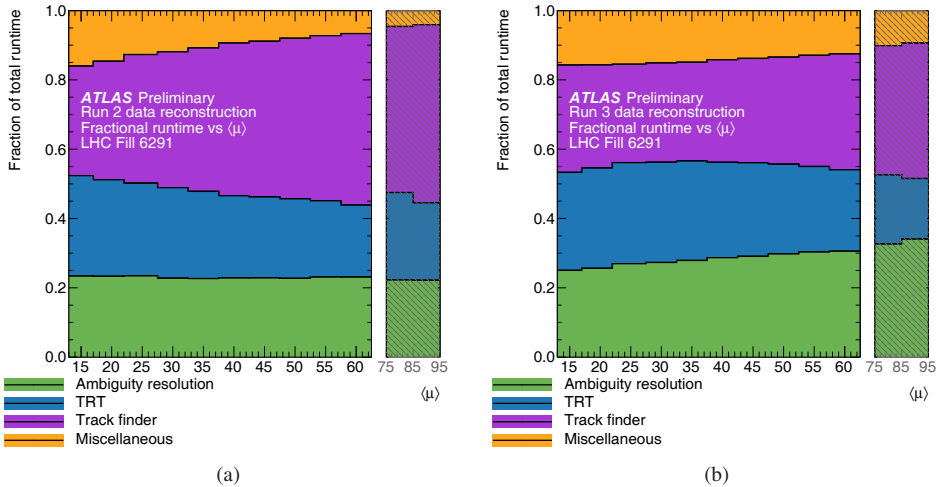 Fraction of total runtime
1.0
0.8
0.6
0.4
0.2
0.0
ATLAS Preliminary
Run 2 data reconstruction
Fractional runtime vs ⟨μ⟩
LHC Fill 6291
15 20 25 30 35 40 45 50 55 60
75 85 95
⟨μ⟩
Ambiguity resolution
TRT
Track finder
Miscellaneous
(a)
Fraction of total runtime
1.0
0.8
0.6
0.4
0.2
0.0
ATLAS Preliminary
Run 3 data reconstruction
Fractional runtime vs ⟨μ⟩
LHC Fill 6291
15 20 25 30 35 40 45 50 55 60
75 85 95
⟨μ⟩
Ambiguity resolution
TRT
Track finder
Miscellaneous
(b)